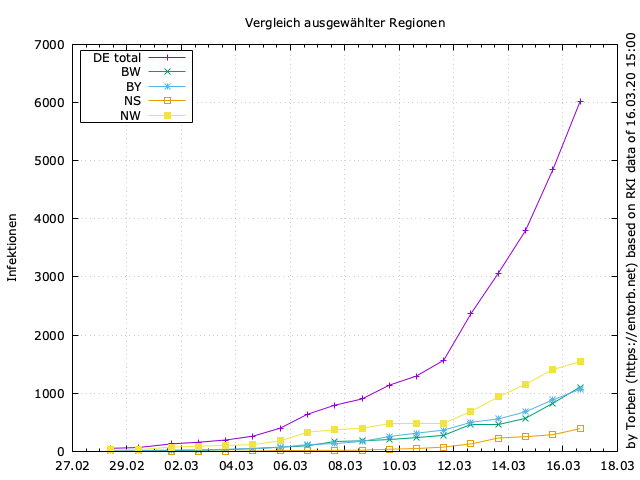 Vergleich ausgewählter Regionen
7000
6000
5000
4000
3000
2000
1000
0
Infektionen
DE total
BW
BY
NS
NW
27.02 29.02 02.03 04.03 06.03 08.03 10.03 12.03 14.03 16.03 18.03
by Torben (https://entorb.net) based on RKI data of 16.03.20 15:00